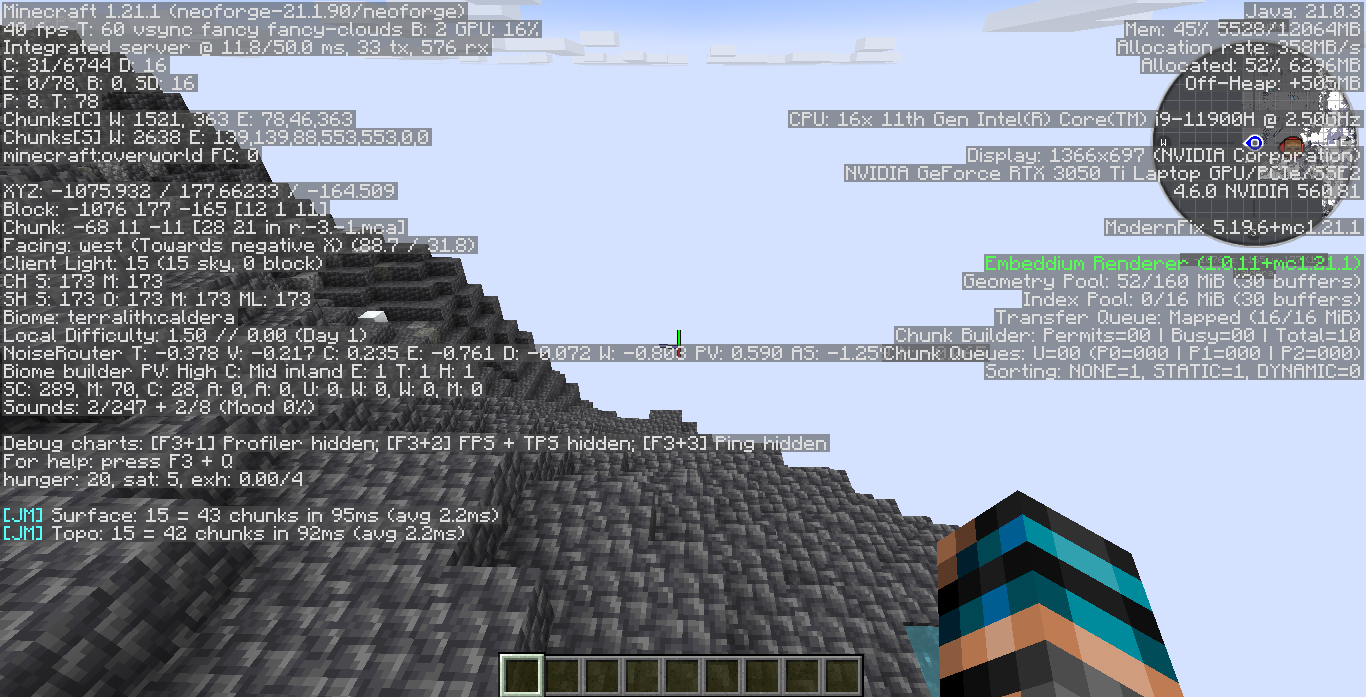 Minecraft 1.21.1 (neoforge-21.1.90/neoforge)
40 fps T: 60 vsync fancy fancy-clouds B: 2 GPU: 16%
Integrated server @ 11.8/50.0 ms, 33 tx, 576 rx
C: 31/6744 D: 16
E: 0/78, B: 0, SD: 16
P: 8. T: 78
Chunks[C] W: 1521, 363 E: 78,46,363
Chunks[S] W: 2638 E: 139,139,88,553,553,0,0
minecraft:overworld FC: 0
XYZ: -1075.932 / 177.66233 / -164.509
Block: -1076 177 -165 [12 1 11]
Chunk: -68 11 -11 [28 21 in r.-3.-1.mca]
Facing: west (Towards negative X) (88.7 / 31.8)
Client Light: 15 (15 sky, 0 block)
CH S: 173 M: 173
SH S: 173 O: 173 M: 173 ML: 173
Biome: terralith:caldera
Local Difficulty: 1.50 // 0.00 (Day 1)
NoiseRouter T: -0.378 V: -0.217 C: 0.235 E: -0.761 D: -0.072 W: PV: 0.590 AS:
Biome builder PV: High C: Mid inland E: 1 T: 1 H: 1
SC: 289, M: 70, C: 28, A: 0, A: 0, U: 0, W: 0, W: 0, M: 0
Sounds: 2/247 + 2/8 (Mood 0%)
Debug charts: [F3+1] Profiler hidden; [F3+2] FPS + TPS hidden; [F3+3] Ping hidden
For help: press F3 + Q
hunger: 20, sat: 5, exh: 0.00/4
[JM] Surface: 15 = 43 chunks in 95ms (avg 2.2ms)
[JM] Topo: 15 = 42 chunks in 92ms (avg 2.2ms)
Java: 21.0.3
Mem: 45% 5528/12064MB
Allocation rate: 358MB/s
Allocated: 52% 6296MB
Off-Heap: +505MB
CPU: 16x 11th Gen Intel(R) Core(TM) i9-11900H @ 2.50GHz
Display: 1366x697 (NVIDIA Corporation)
NVIDIA GeForce RTX 3050 Ti Laptop GPU/PCIe/SSE2
4.6.0 NVIDIA 560.81
ModernFix 5.19.6+mc1.21.1
Embeddium Renderer (1.0.11+mc1.21.1)
Geometry Pool: 52/160 MiB (30 buffers)
Index Pool: 0/16 MiB (30 buffers)
Transfer Queue: Mapped (16/16 MiB)
Chunk Builder: Permits=00 | Busy=00 | Total=10
Chunk Queues: U=00 (P0=000 | P1=000 | P2=000)
Sorting: NONE=1, STATIC=1, DYNAMIC=0
W